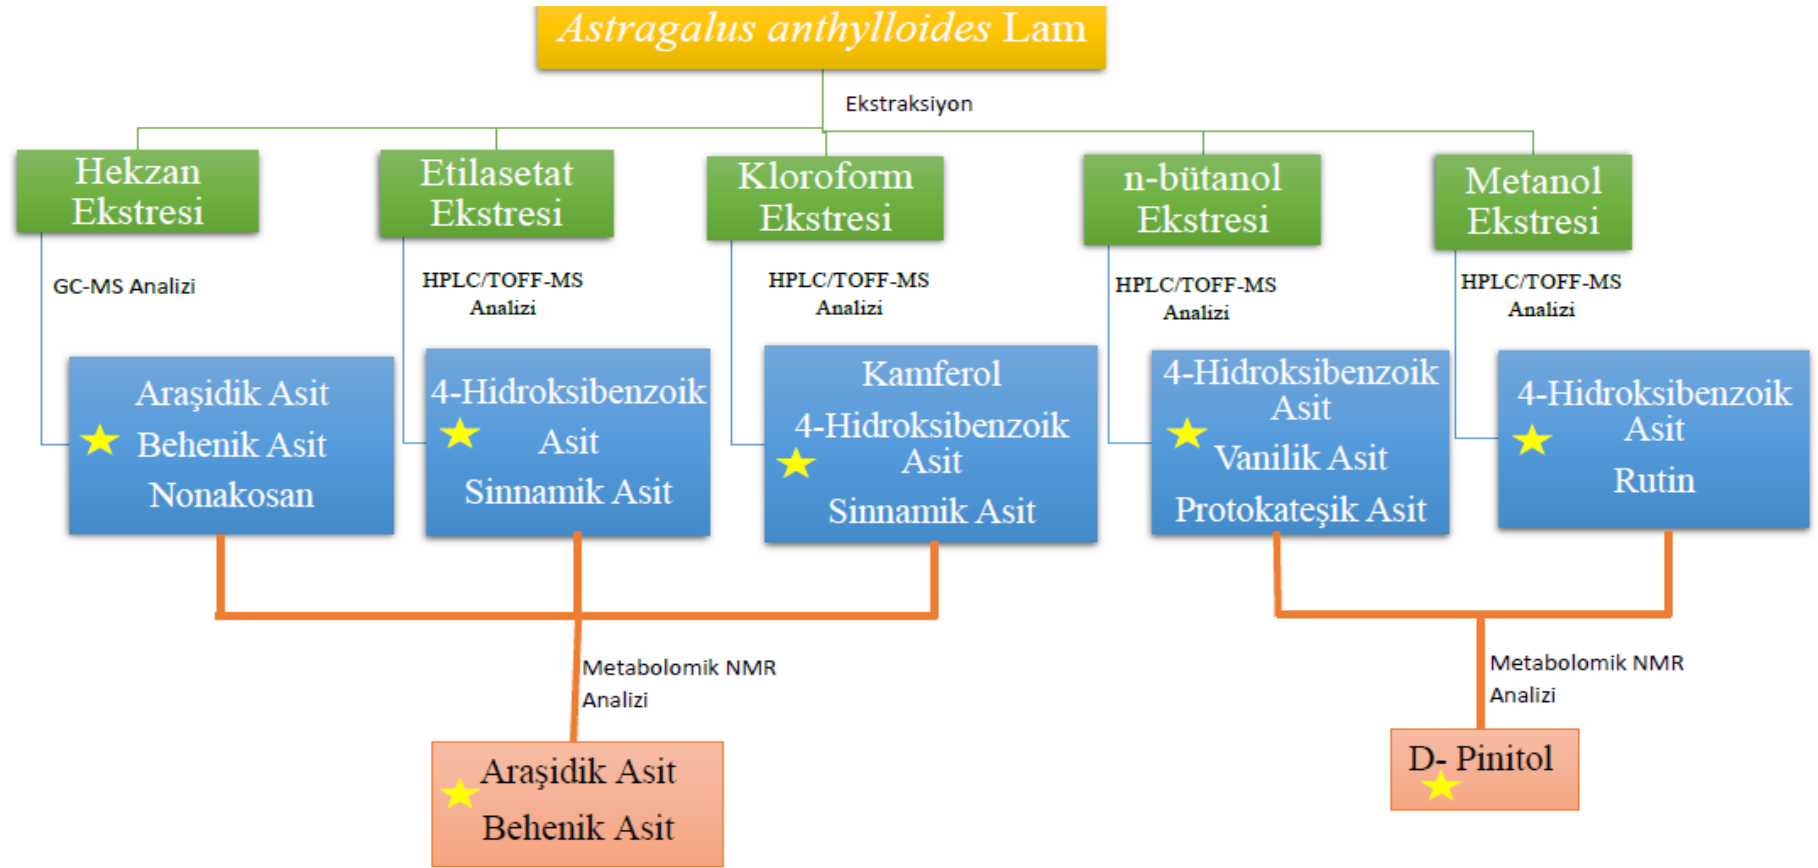 Astragalus anthylloides Lam
Ekstraksiyon
Hekzan
Ekstresi
Etilasetat
Ekstresi
Kloroform
Ekstresi
n-bütanol
Ekstresi
Metanol
Ekstresi
GC-MS Analizi
HPLC/TOFF-MS
Analizi
HPLC/TOFF-MS
Analizi
HPLC/TOFF-MS
Analizi
HPLC/TOFF-MS
Analizi
Araşidik Asit
Behenik Asit
Nonakosan
4-Hidroksibenzoik
Asit
Sinnamik Asit
Kamferol
4-Hidroksibenzoik
Asit
Sinnamik Asit
4-Hidroksibenzoik
Asit
Vanilik Asit
Protokateşik Asit
4-Hidroksibenzoik
Asit
Rutin
Metabolomik NMR
Analizi
Metabolomik NMR
Analizi
Araşidik Asit
Behenik Asit
D- Pinitol